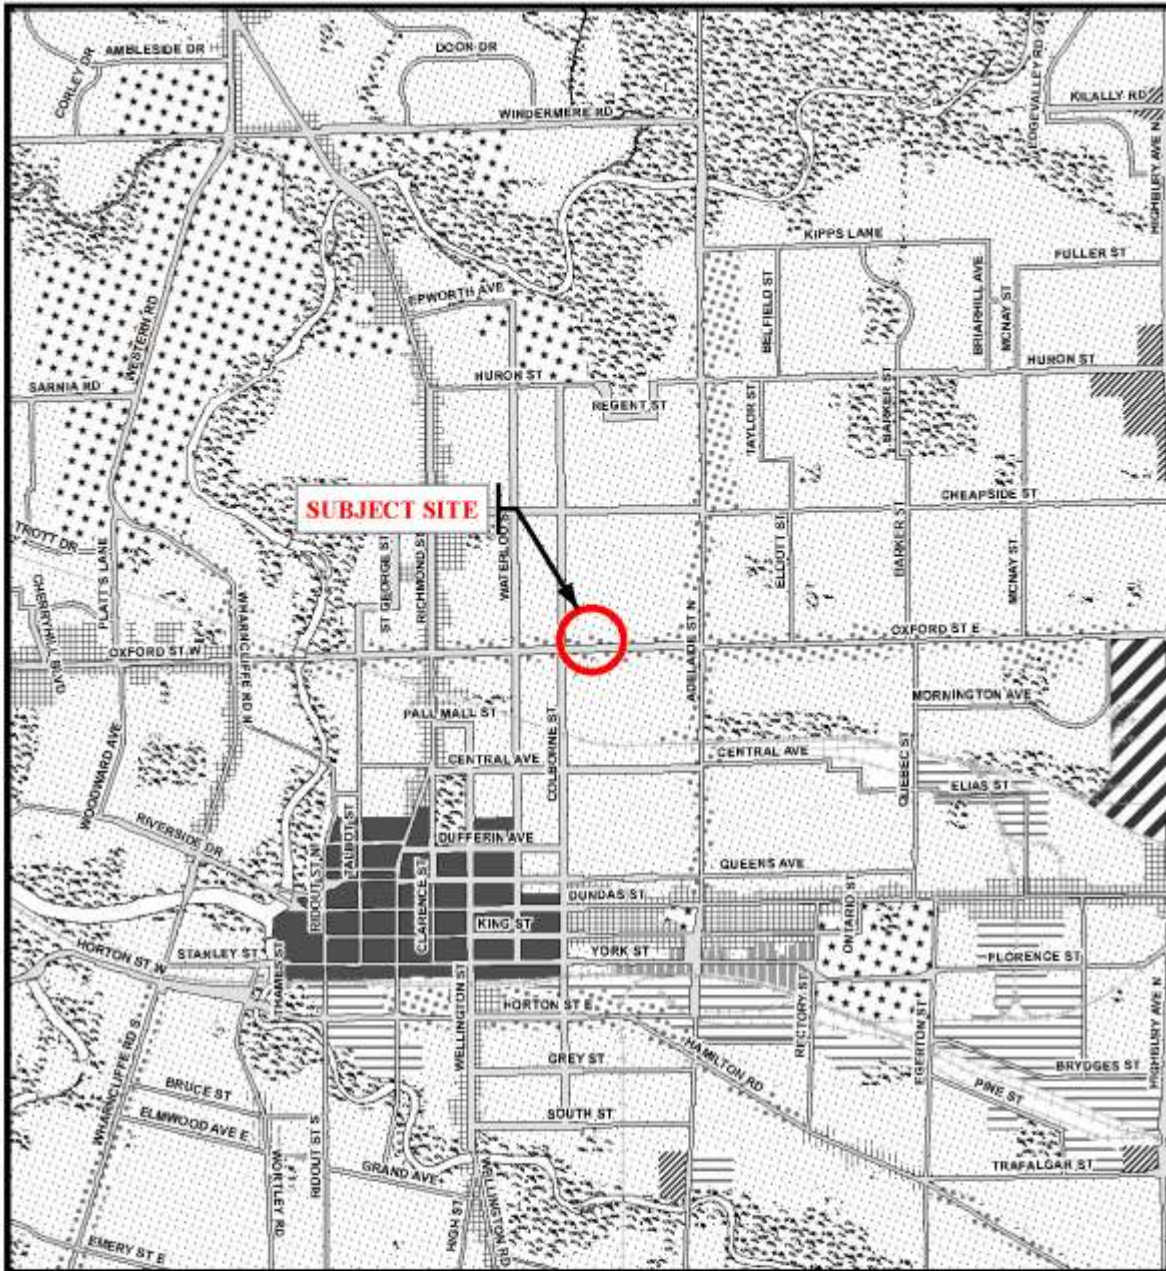 CORLEY DR
AMBLESIDE DR
DOON DR
WINDERMERE RD
EDGEVALLEY RD
KILALLY RD
HIGHBURY AVE N
KIPPS LANE
FULLER ST
EPWORTH AVE
BELFIELD ST
BRIARHILL AVE
MCNAY ST
WESTERN RD
HURON ST
HURON ST
SARNIA RD
REGENT ST
TAYLOR ST
BARKER ST
CHEAPSIDE ST
SUBJECT SITE
TROTT DR
PLATT'S LANE
CHERRYHILL BLVD
WHARNCLIFFE RD N
ST GEORGE ST
RICHMOND ST
WATERLOO S
ELLIOTT ST
BARKER ST
MCNAY ST
ADELAIDE ST N
OXFORD ST W
OXFORD ST E
PALL MALL ST
MORNINGTON AVE
WOODWARD AVE
CENTRAL AVE
COLBORNE ST
CENTRAL AVE
QUEBEC ST
ELIAS ST
RIVERSIDE DR
TALBOT ST
DUFFERIN AVE
RIDOUT ST N
CLARENCE ST
QUEENS AVE
DUNDAS ST
KING ST
ONTARIO ST
HORTON ST W
STANLEY ST
THAMES ST
YORK ST
FLORENCE ST
WELLINGTON ST
HORTON ST E
RECTORY ST
EGERTON ST
HIGHBURY AVE N
WHARNCLIFFE RD S
GREY ST
HAMILTON RD
BRYDGES ST
PINE ST
BRUCE ST
ELMWOOD AVE E
SOUTH ST
WORTLEY RD
RIDOUT ST S
GRAND AVE
HIGH ST
WELLINGTON RD
TRAFALGAR ST
EMERY ST E